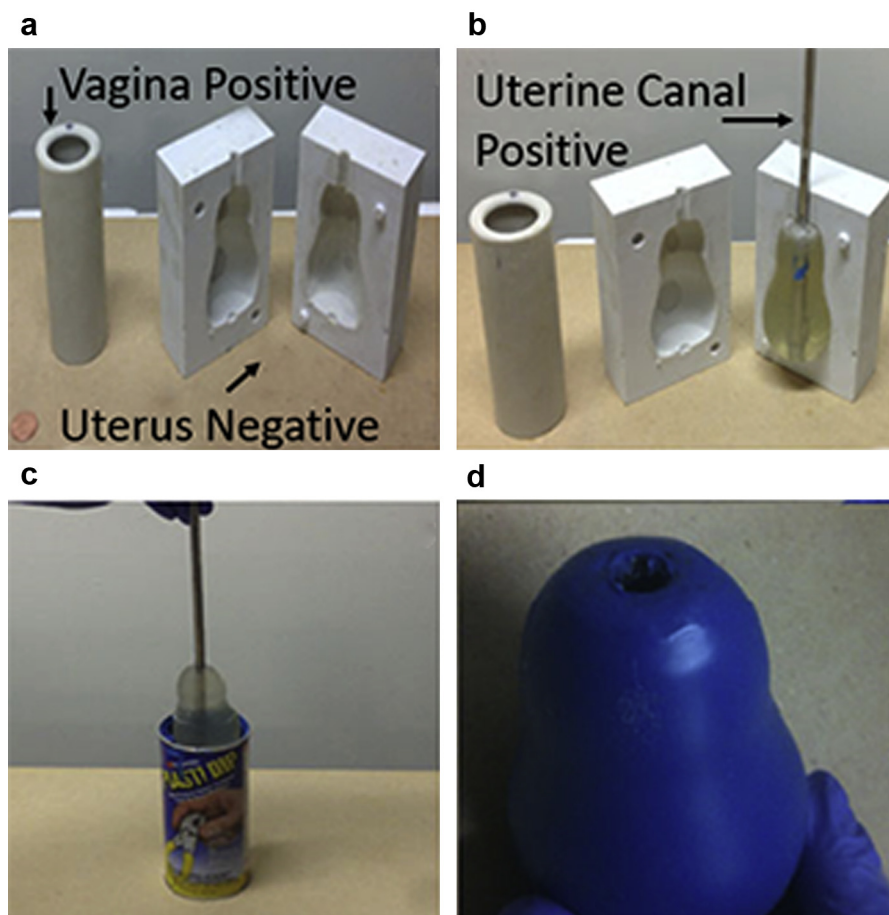 a
Vagina Positive
Uterus Negative
b
Uterine Canal
Positive
c
PLASTI DIP
d